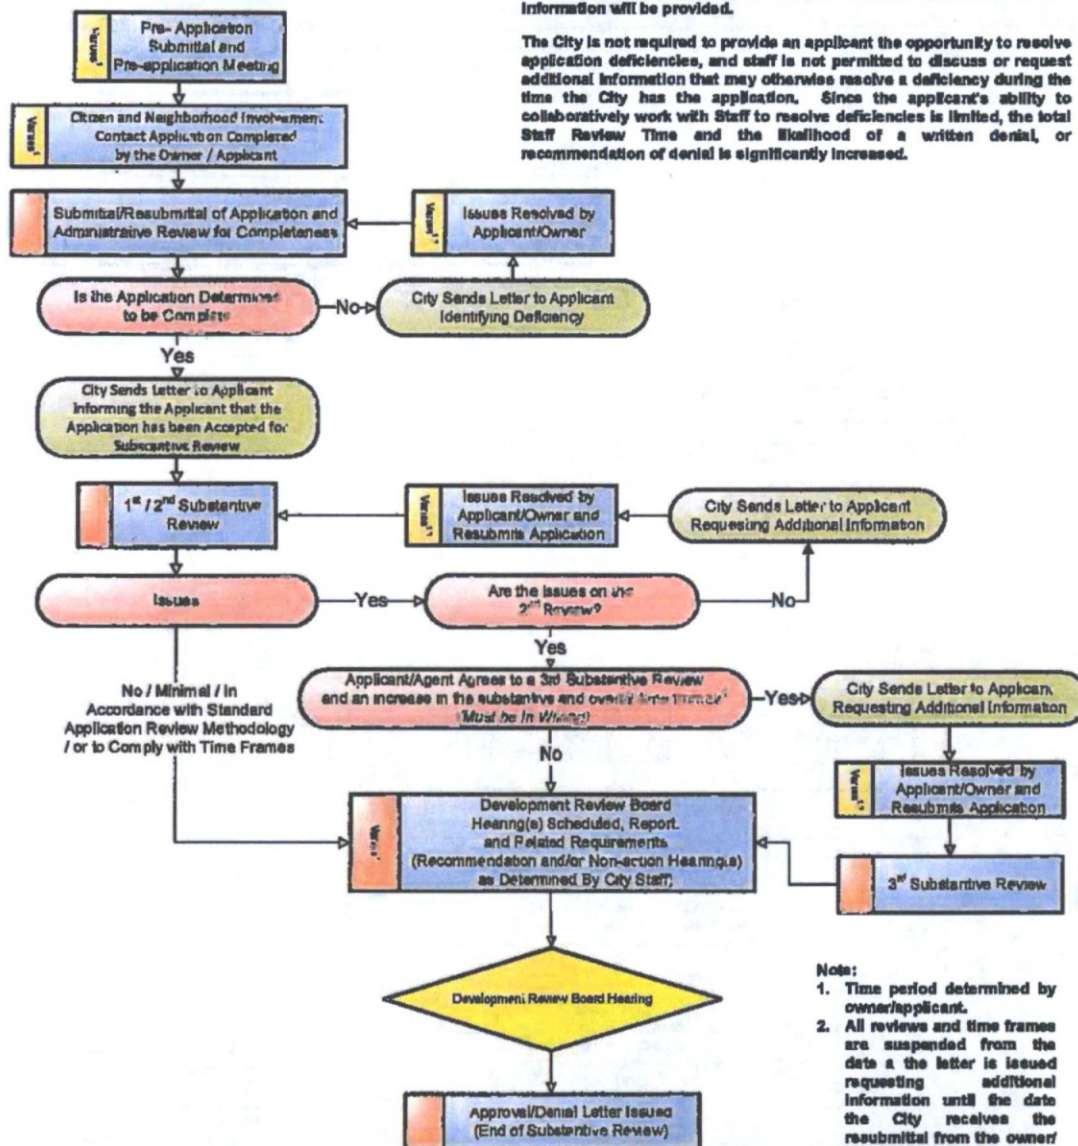 information will be provided.
The City is not required to provide an applicant the opportunity to resolve
application deficiencies, and staff is not permitted to discuss or request
additional information that may otherwise resolve a deficiency during the
time the City has the application. Since the applicant's ability to
collaboratively work with Staff to resolve deficiencies is limited, the total
Staff Review Time and the likelihood of a written denial, or
recommendation of denial is significantly increased.
Varies¹
Pre- Application
Submittal and
Pre-application Meeting
Varies¹
Citizen and Neighborhood Involvement
Contact Application Completed
by the Owner / Applicant
Submittal/Resubmittal of Application and
Administrative Review for Completeness
Varies
Issues Resolved by
Applicant/Owner
Is the Application Determined
to be Complete
No
City Sends Letter to Applicant
Identifying Deficiency
Yes
City Sends Letter to Applicant
Informing the Applicant that the
Application has been Accepted for
Substantive Review
1st / 2nd Substantive
Review
Varies
Issues Resolved by
Applicant/Owner and
Resubmits Application
City Sends Letter to Applicant
Requesting Additional Information
Issues
Yes
Are the Issues on the
2nd Review?
No
Yes
Applicant/Agent Agrees to a 3rd Substantive Review
and an increase in the substantive and overall time frames
(Must be In Writing)
Yes
City Sends Letter to Applicant
Requesting Additional Information
No / Minimal / In
Accordance with Standard
Application Review Methodology
/ or to Comply with Time Frames
No
Varies
Issues Resolved by
Applicant/Owner and
Resubmits Application
Varies
Development Review Board
Hearing(s) Scheduled, Report.
and Related Requirements
(Recommendation and/or Non-action Hearing(s)
as Determined By City Staff)
3rd Substantive Review
Development Review Board Hearing
Approval/Denial Letter Issued
(End of Substantive Review)
Note:
1. Time period determined by
owner/applicant.
2. All reviews and time frames
are suspended from the
date a the letter is issued
requesting additional
information until the date
the City receives the
resubmittal from the owner/